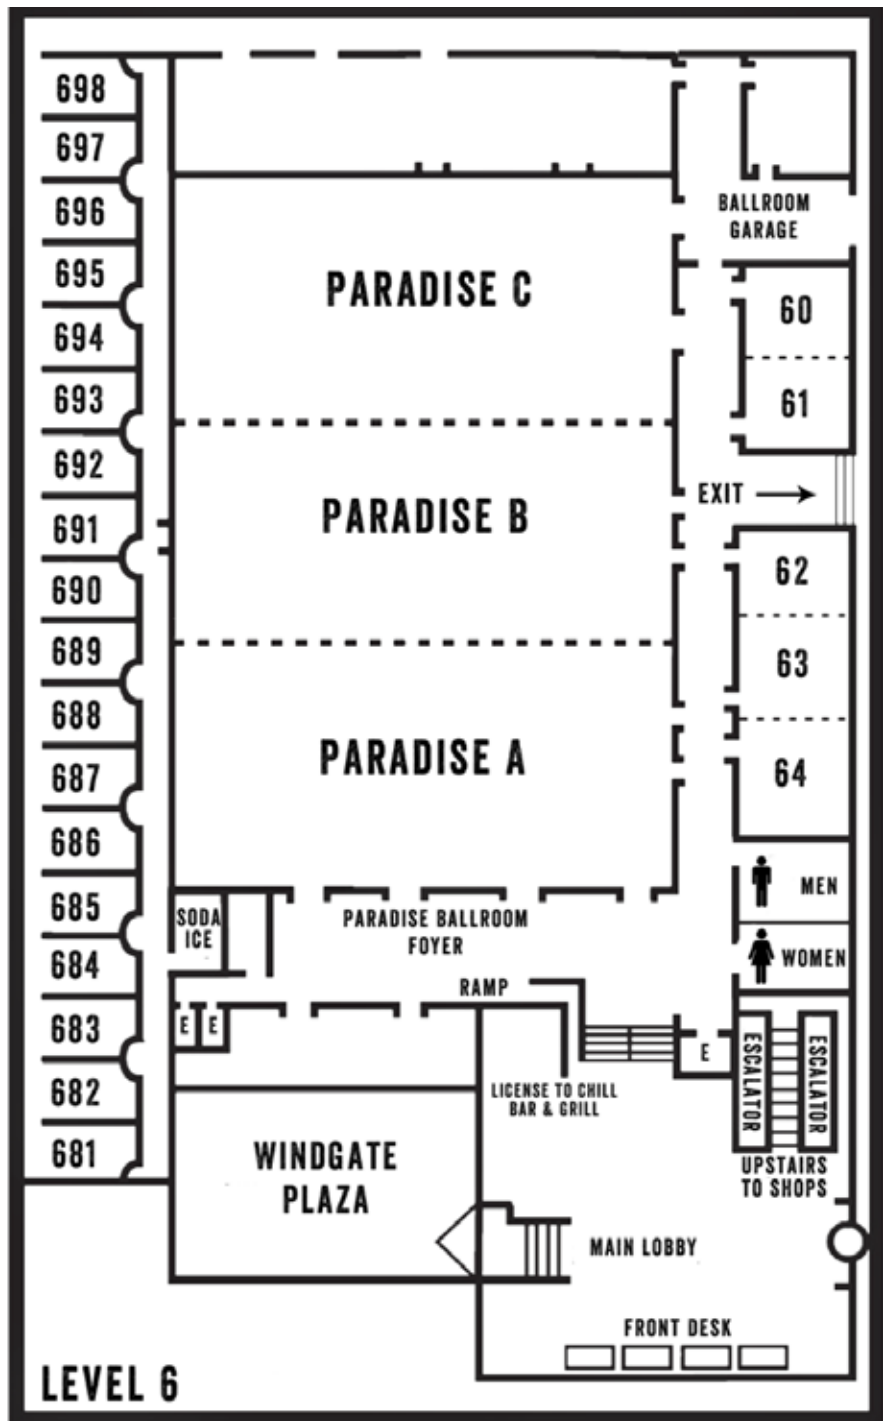 698
697
696
695
694
693
692
691
690
689
688
687
686
685
684
683
682
681
BALLROOM
GARAGE
PARADISE C
60
61
PARADISE B
EXIT
62
63
PARADISE A
64
MEN
WOMEN
SODA
ICE
PARADISE BALLROOM
FOYER
RAMP
E
E
E
ESCALATOR
ESCALATOR
LICENSE TO CHILL
BAR & GRILL
UPSTAIRS
TO SHOPS
WINDGATE
PLAZA
MAIN LOBBY
FRONT DESK
LEVEL 6